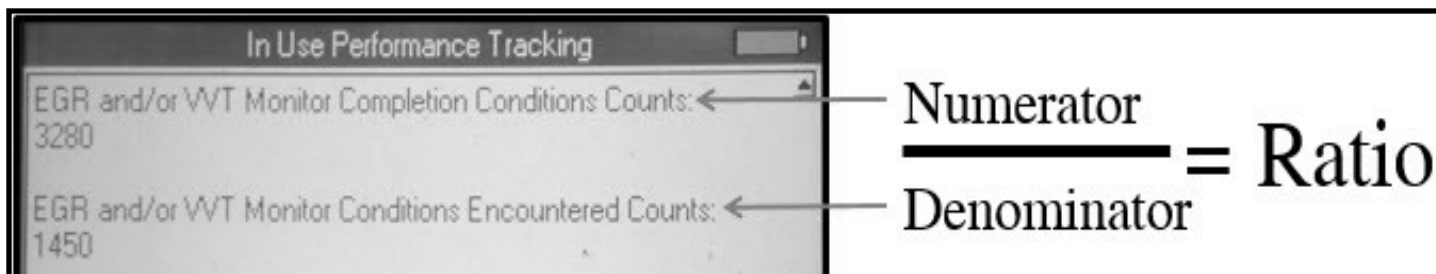 In Use Performance Tracking
EGR and/or VVT Monitor Completion Conditions Counts:
3280
EGR and/or VVT Monitor Conditions Encountered Counts:
1450
Numerator
Denominator
= Ratio